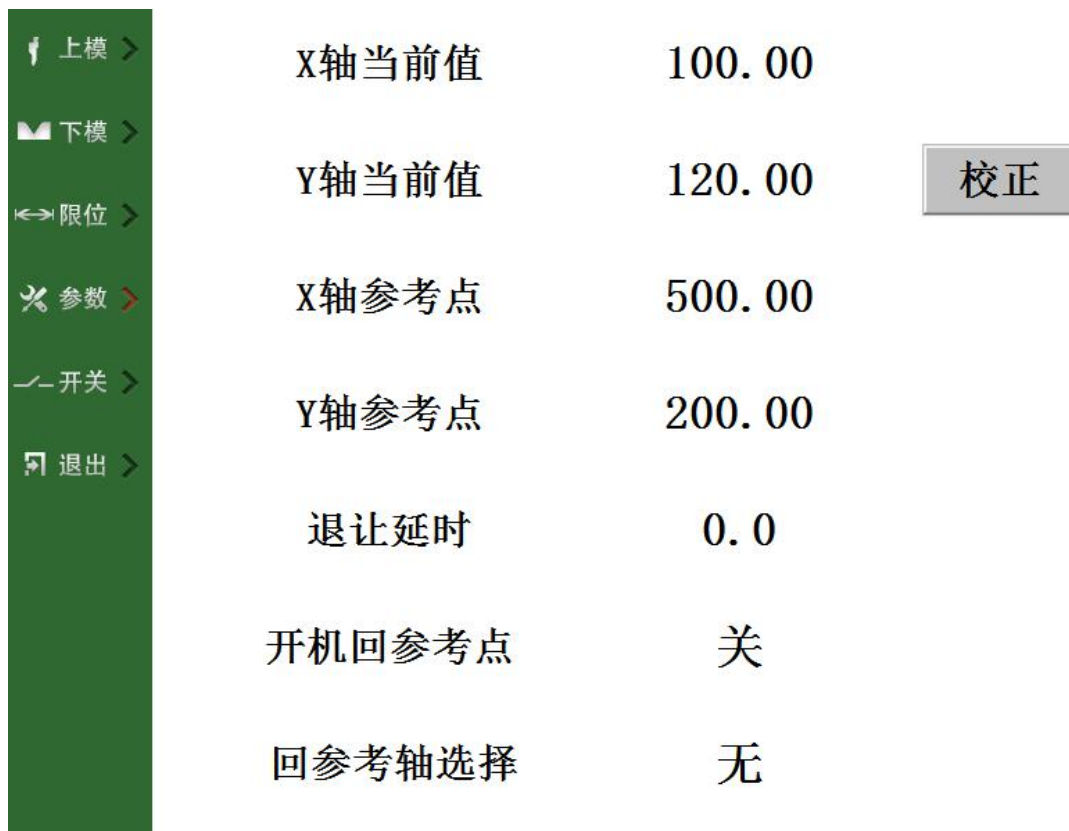 上模
下模
限位
参数
开关
退出
X轴当前值 100.00
Y轴当前值 120.00 校正
X轴参考点 500.00
Y轴参考点 200.00
退让延时 0.0
开机回参考点 关
回参考轴选择 无